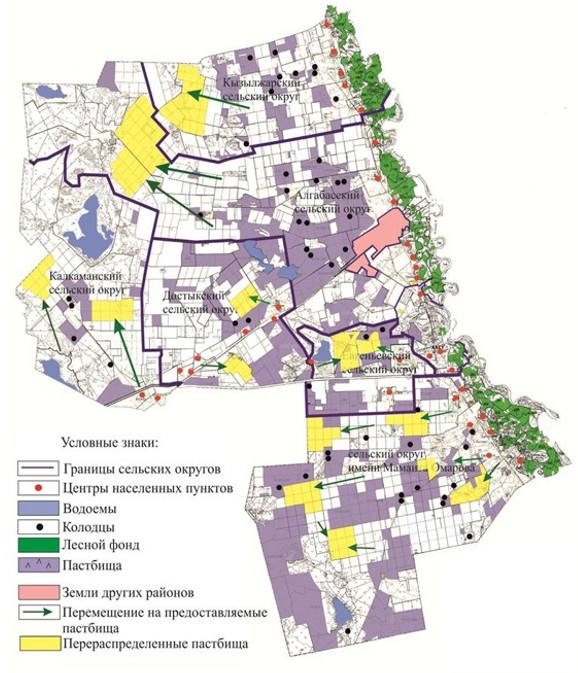 Кызылжарский
сельский округ
Алгабасский
сельский округ
Калкаманский
сельский округ
Достыкский
сельский округ
Евгеньевский
сельский округ
сельский округ
имени Мамаи Омарова
Условные знаки:
Границы сельских округов
Центры населенных пунктов
Водоемы
Колодцы
Лесной фонд
Пастбища
Земли других районов
Перемещение на предоставляемые
пастбища
Перераспределенные пастбища